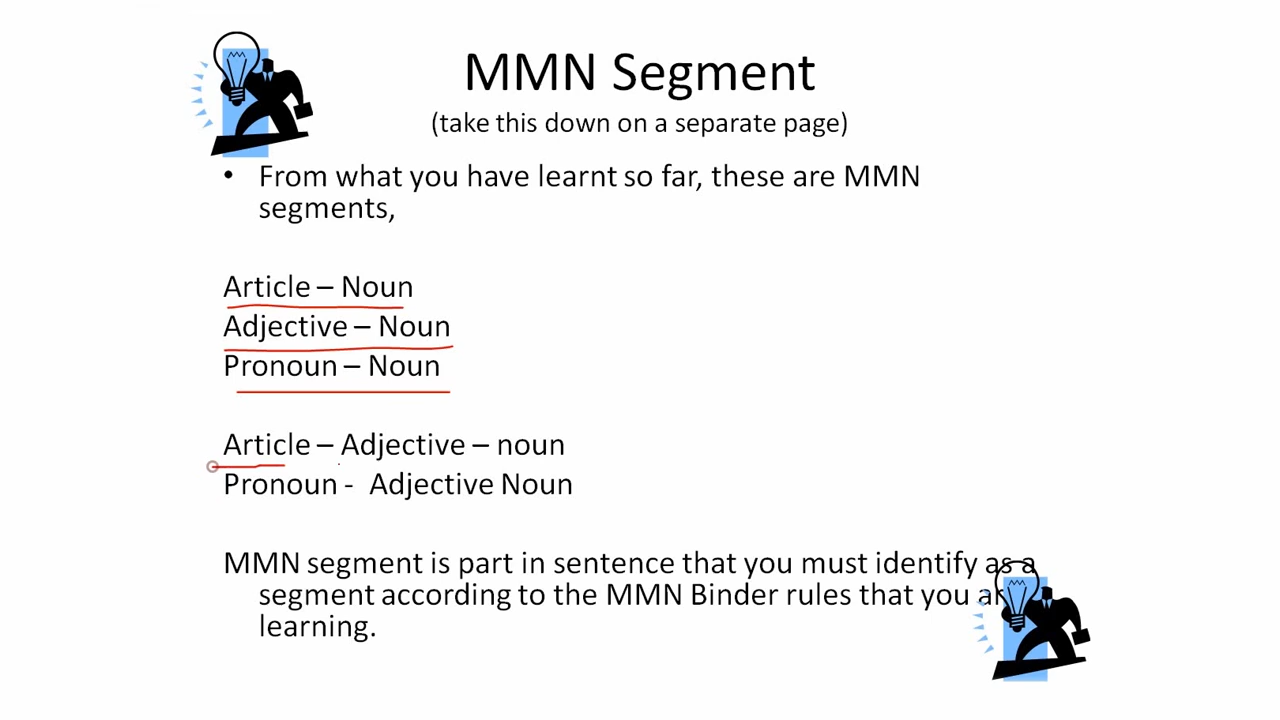 MMN Segment
(take this down on a separate page)
• From what you have learnt so far, these are MMN
segments,
Article – Noun
Adjective – Noun
Pronoun – Noun
Article – Adjective – noun
Pronoun - Adjective Noun
MMN segment is part in sentence that you must identify as a
segment according to the MMN Binder rules that you are
learning.